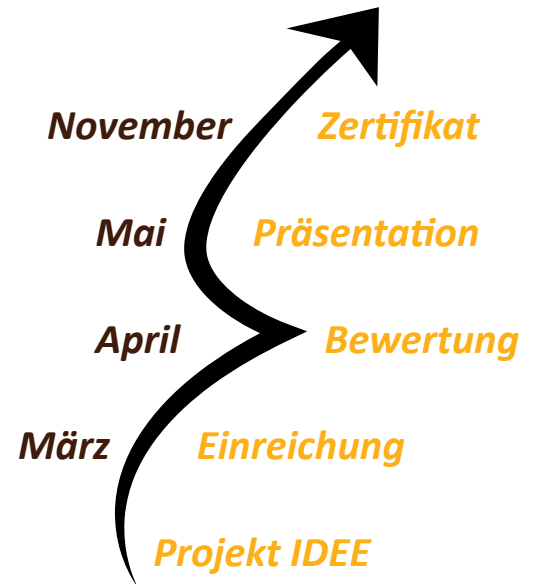 November Zertifikat
Mai Präsentation
April Bewertung
März Einreichung
Projekt IDEE